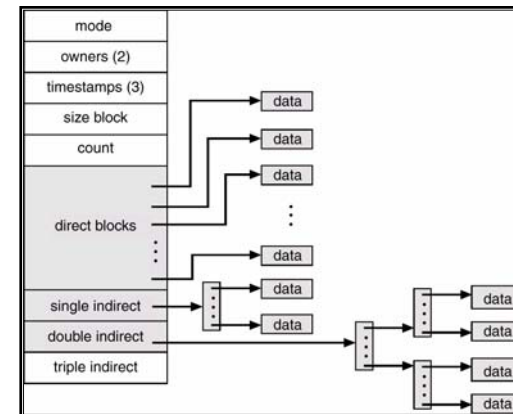 mode
owners (2)
timestamps (3)
size block
count
direct blocks
single indirect
double indirect
triple indirect
data
data
data
data
data
data
data
data
data
data